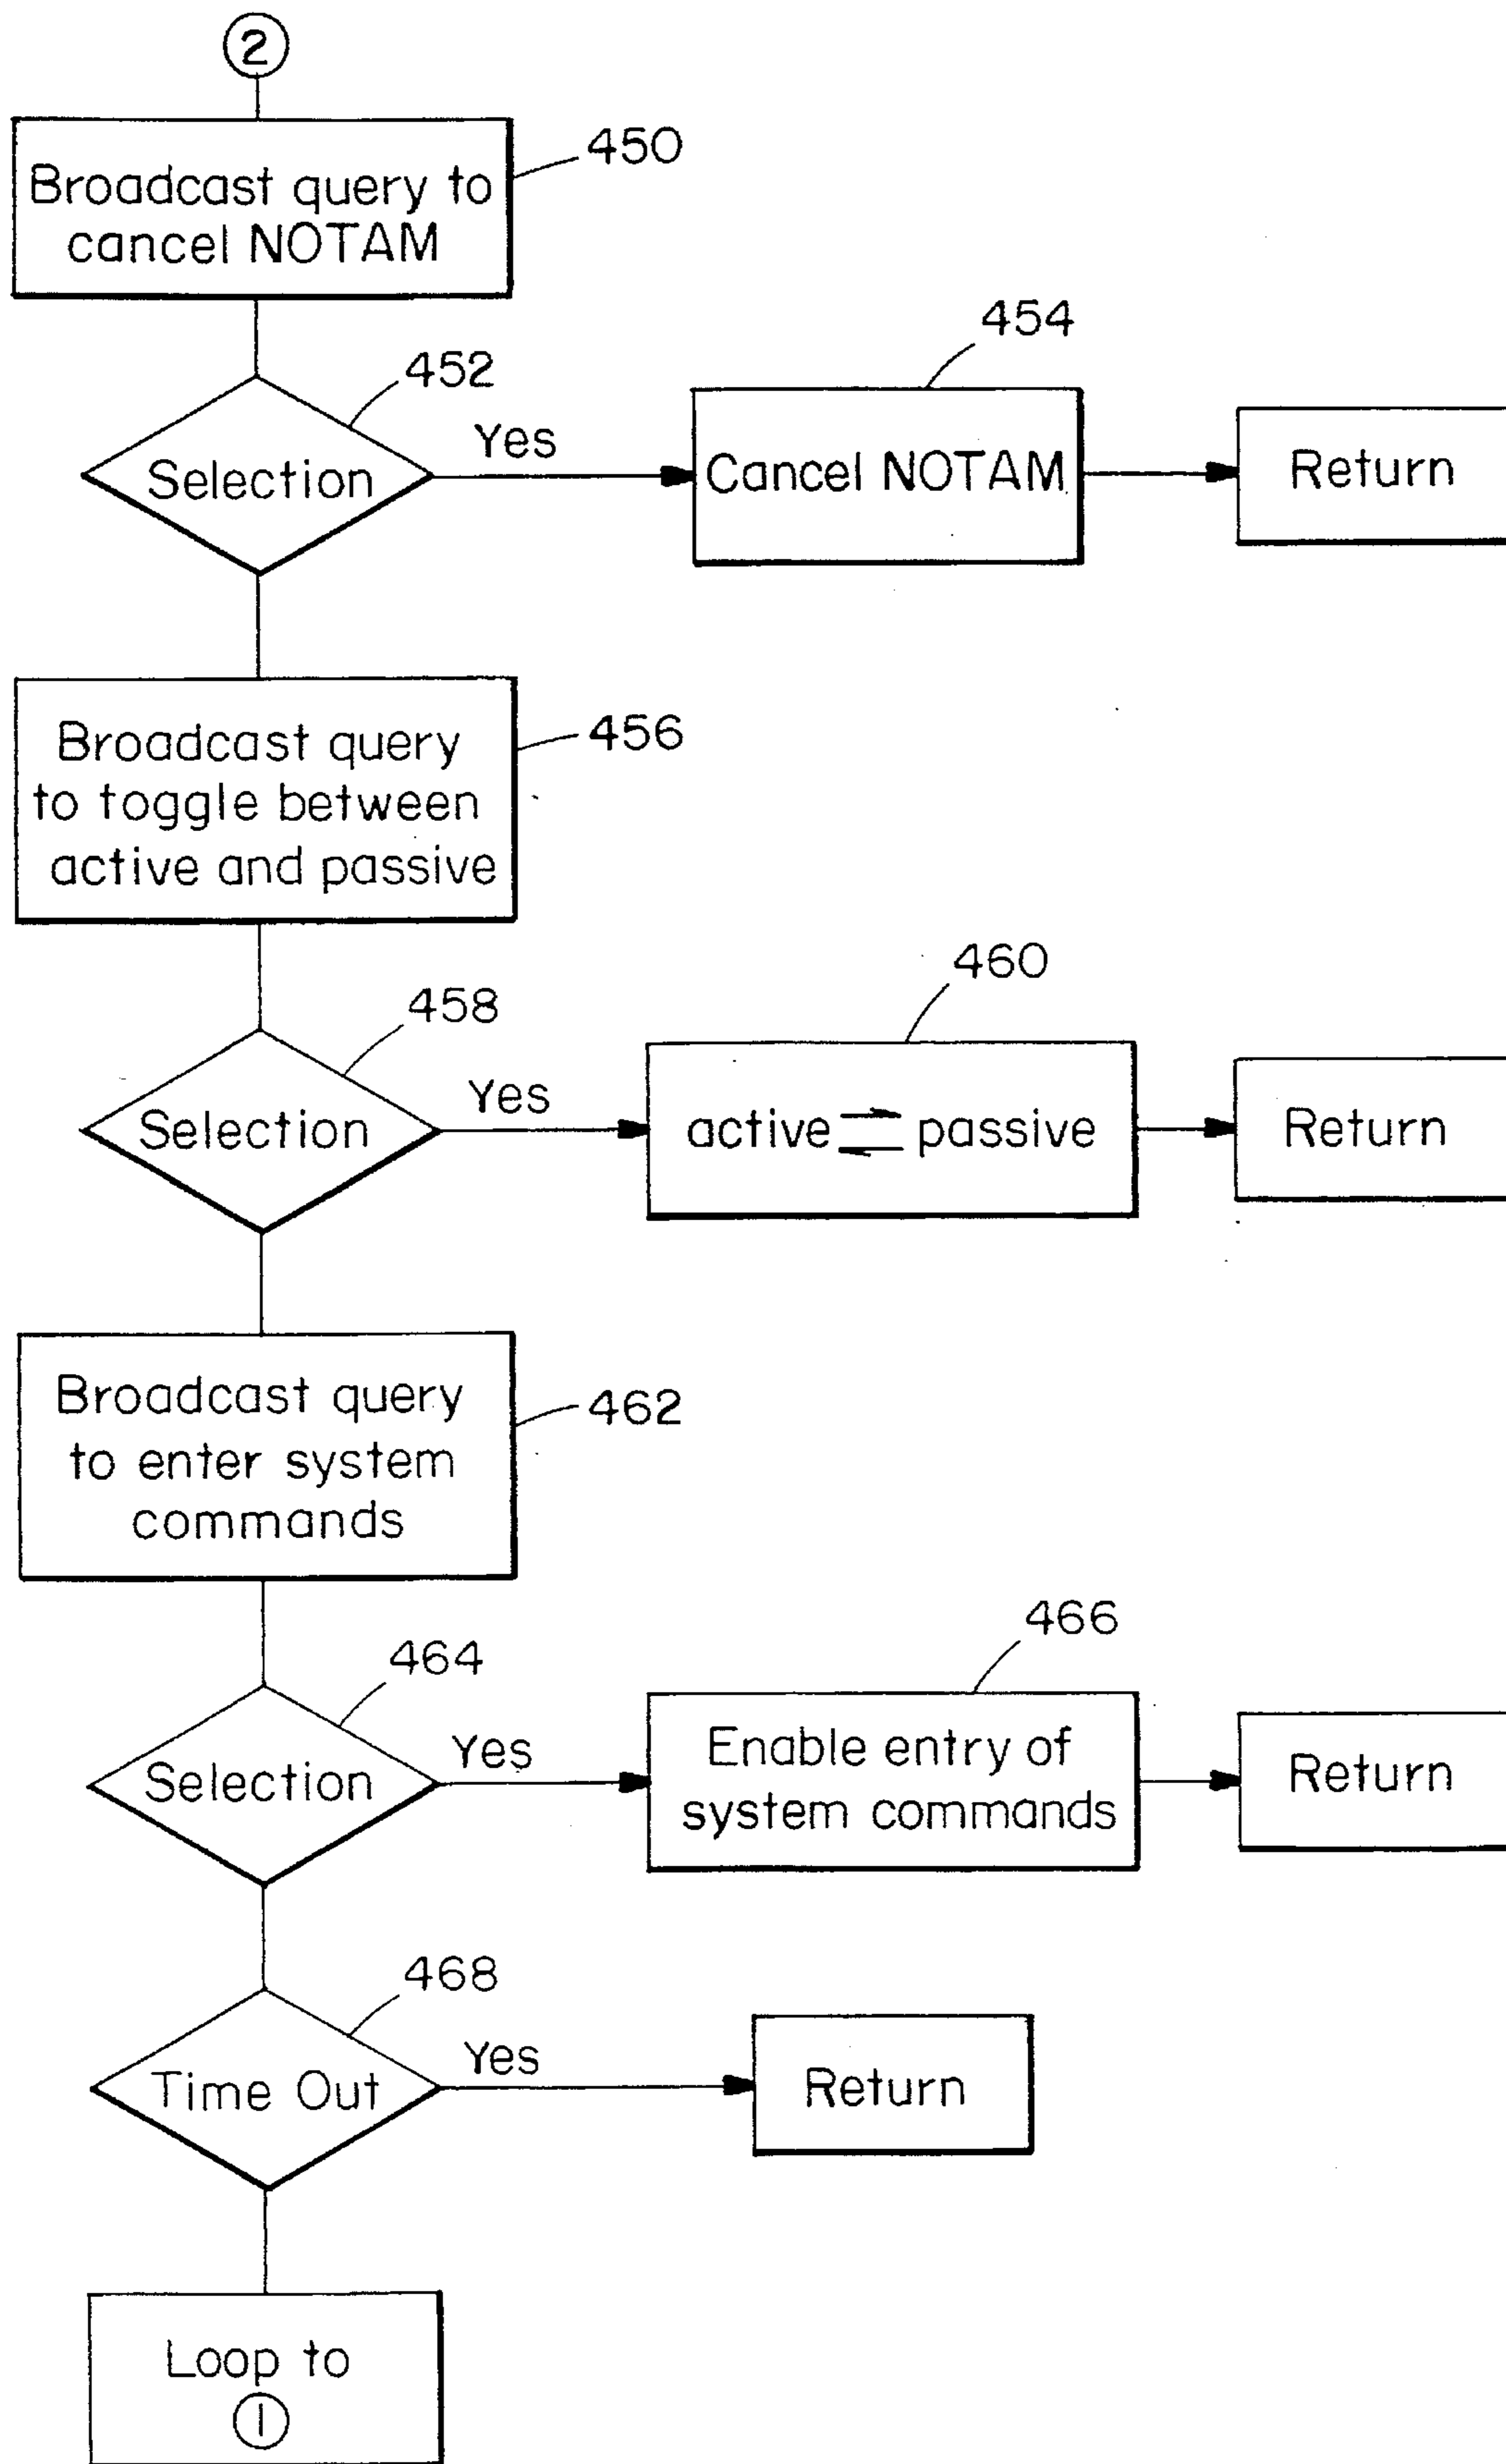 2
Broadcast query to
cancel NOTAM
450
452
Selection
Yes
454
Cancel NOTAM
Return
Broadcast query
to toggle between
active and passive
456
458
Selection
Yes
460
active ⇌ passive
Return
Broadcast query
to enter system
commands
462
464
Selection
Yes
466
Enable entry of
system commands
Return
468
Time Out
Yes
Return
Loop to
1